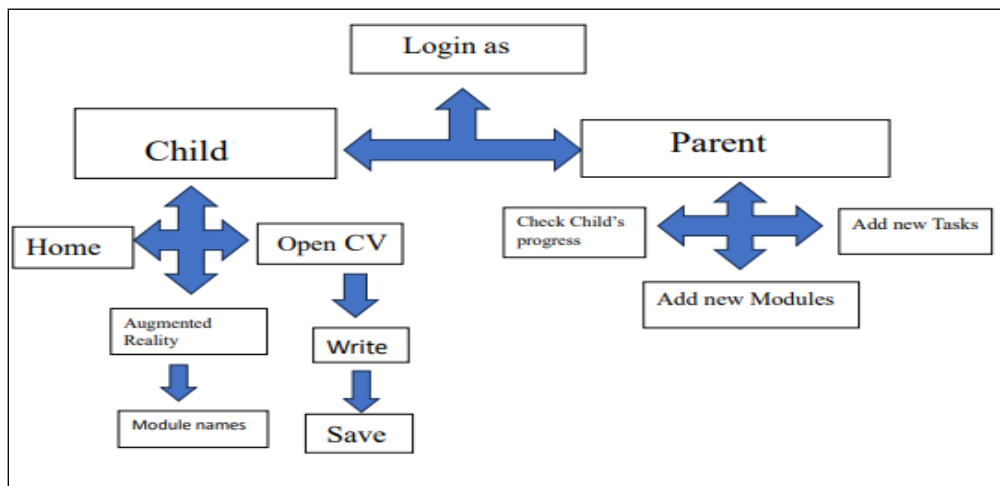 Login as
Child
Parent
Home
Open CV
Check Child's
progress
Add new Tasks
Add new Modules
Augmented
Reality
Write
Module names
Save